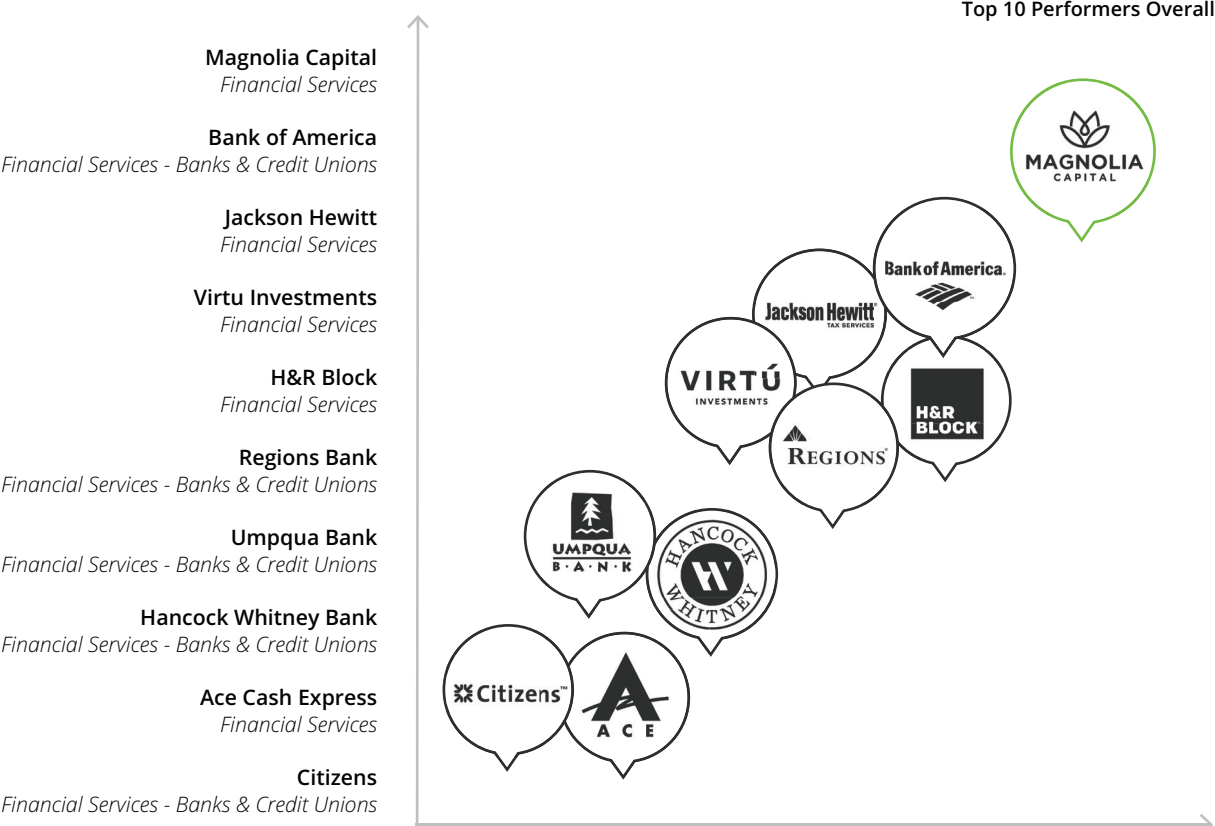 Top 10 Performers Overall
Magnolia Capital
Financial Services
Bank of America
Financial Services - Banks & Credit Unions
Jackson Hewitt
Financial Services
Virtu Investments
Financial Services
H&R Block
Financial Services
Regions Bank
Financial Services - Banks & Credit Unions
Umpqua Bank
Financial Services - Banks & Credit Unions
Hancock Whitney Bank
Financial Services - Banks & Credit Unions
Ace Cash Express
Financial Services
Citizens
Financial Services - Banks & Credit Unions
MAGNOLIA
CAPITAL
Bank of America
Jackson Hewitt®
TAX SERVICES
VIRTÚ
INVESTMENTS
H&R
BLOCK
REGIONS
UMPQUA
B·A·N·K
HANCOCK
WHITNEY
Citizens™
ACE